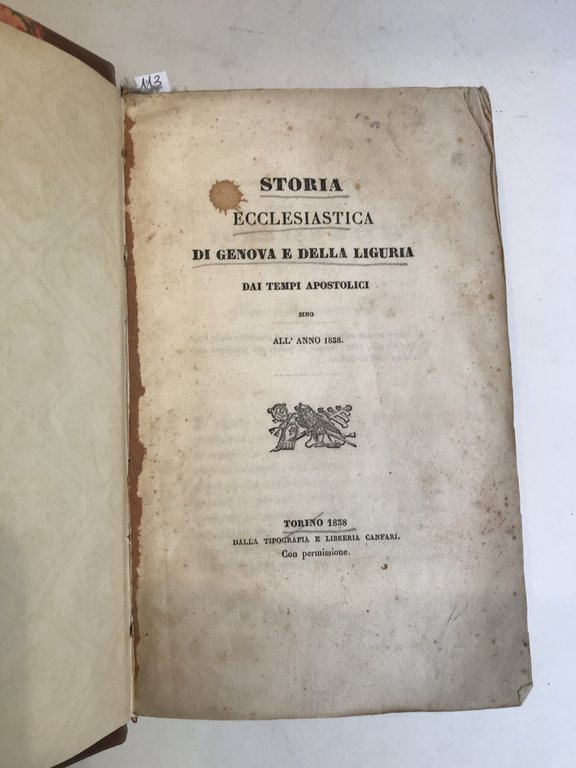 113
STORIA
ECCLESIASTICA
DI GENOVA E DELLA LIGURIA
DAI TEMPI APOSTOLICI
SINO
ALL' ANNO 1838.
TORINO 1838
DALLA TIPOGRAFIA E LIBRERIA CANFARI.
Con permissione.